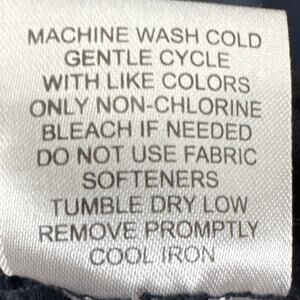 MACHINE WASH COLD
GENTLE CYCLE
WITH LIKE COLORS
ONLY NON-CHLORINE
BLEACH IF NEEDED
DO NOT USE FABRIC
SOFTENERS
TUMBLE DRY LOW
REMOVE PROMPTLY
COOL IRON